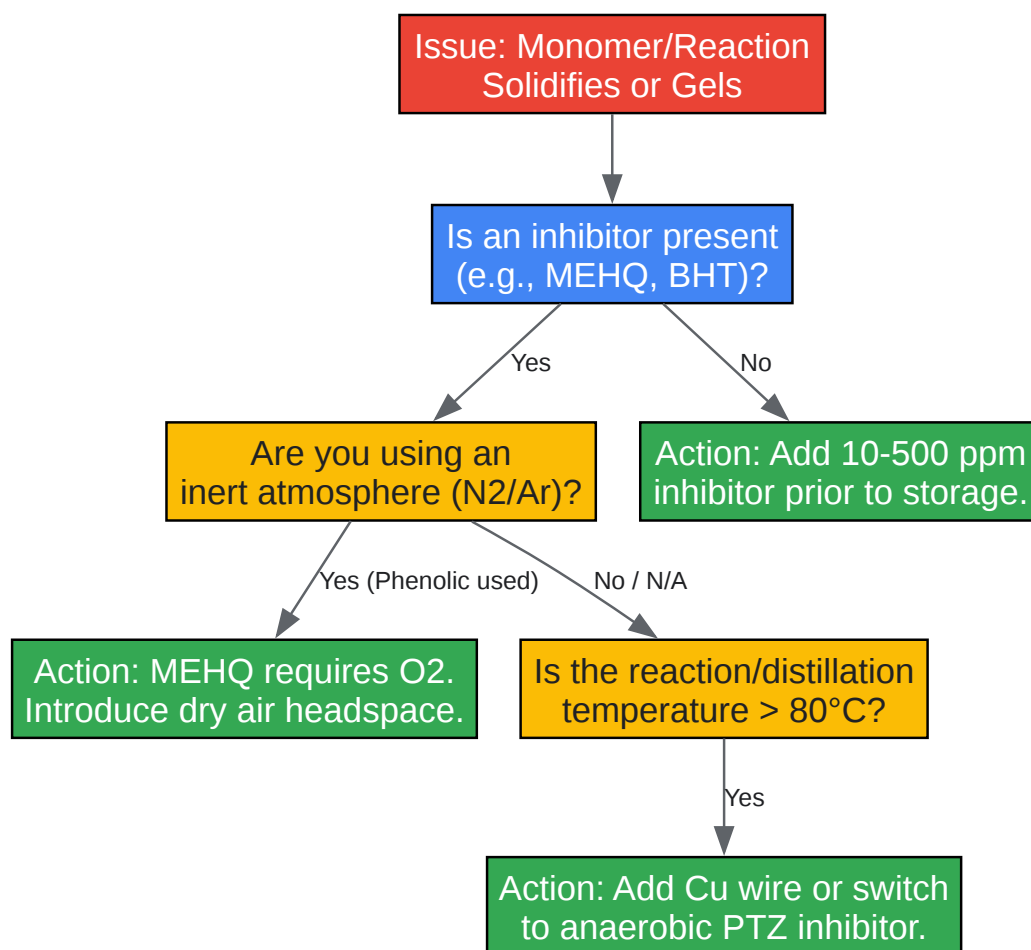 Issue: Monomer/Reaction
Solidifies or Gels
Is an inhibitor present
(e.g., MEHQ, BHT)?
Yes
No
Are you using an
inert atmosphere (N2/Ar)?
Action: Add 10-500 ppm
inhibitor prior to storage.
Yes (Phenolic used)
No / N/A
Action: MEHQ requires O2.
Introduce dry air headspace.
Is the reaction/distillation
temperature > 80°C?
Yes
Action: Add Cu wire or switch
to anaerobic PTZ inhibitor.